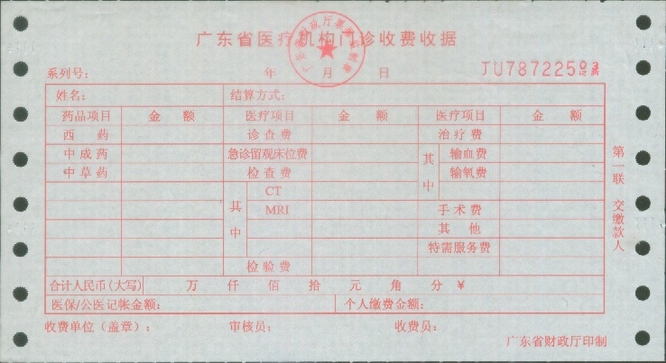 广东省医疗机构门诊收费收据
系列号： 年 月 日 JU7872259
姓名： 结算方式：
药品项目 金 额 医疗项目 金 额 医疗项目 金 额
西 药 诊查费 治疗费
中成药 急诊留观床位费 其中 输血费
中草药 检查费 输氧费
其中 CT
MRI 手术费
其 他
特需服务费
检验费
合计人民币(大写) 万 仟 佰 拾 元 角 分 ￥
医保/公医记帐金额： 个人缴费金额：
收费单位（盖章）： 审核员： 收费员：
广东省财政厅印制
第一联 交缴款人